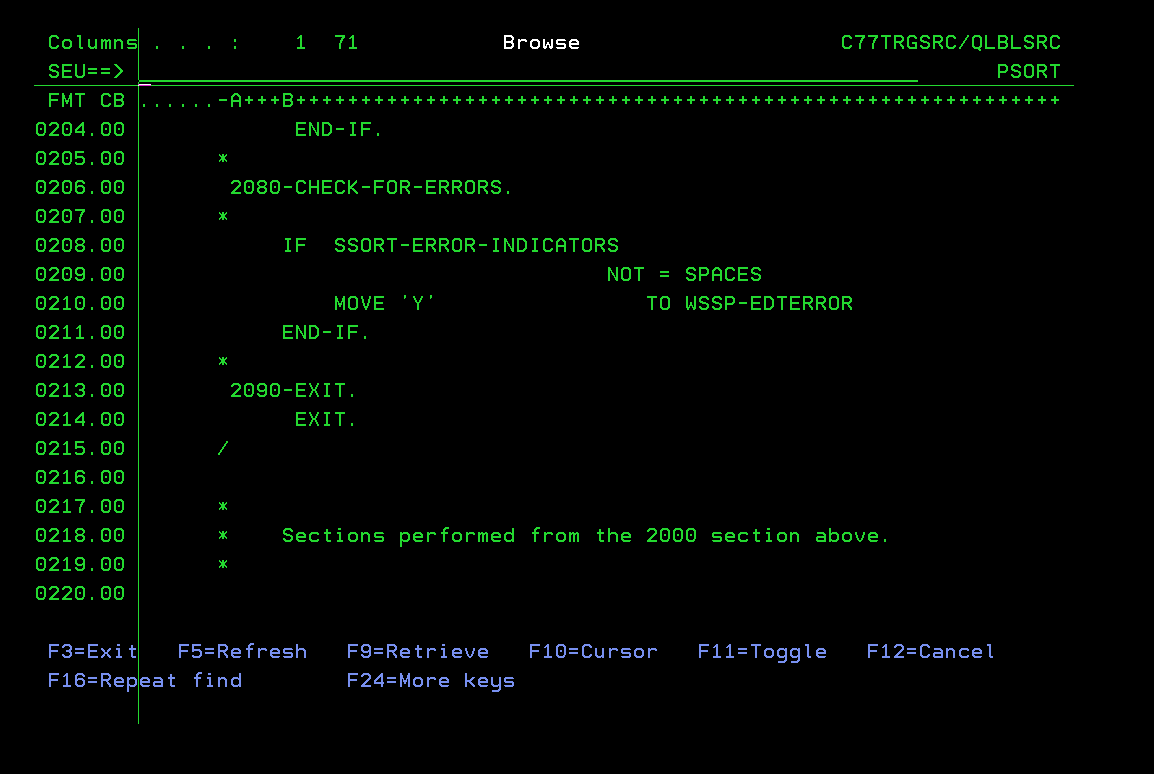 Columns . . . :    1  71           Browse                    C77TRGSRC/QLBLSRC
SEU==>                                                                   PSORT
FMT CB ......-A+++B+++++++++++++++++++++++++++++++++++++++++++++++++++++++++++
0204.00             END-IF.
0205.00       *
0206.00        2080-CHECK-FOR-ERRORS.
0207.00       *
0208.00            IF  SSORT-ERROR-INDICATORS
0209.00                                     NOT = SPACES
0210.00                MOVE 'Y'                TO WSSP-EDTERROR
0211.00            END-IF.
0212.00       *
0213.00        2090-EXIT.
0214.00             EXIT.
0215.00       /
0216.00
0217.00       *
0218.00       *    Sections performed from the 2000 section above.
0219.00       *
0220.00
F3=Exit   F5=Refresh   F9=Retrieve   F10=Cursor   F11=Toggle   F12=Cancel
F16=Repeat find        F24=More keys